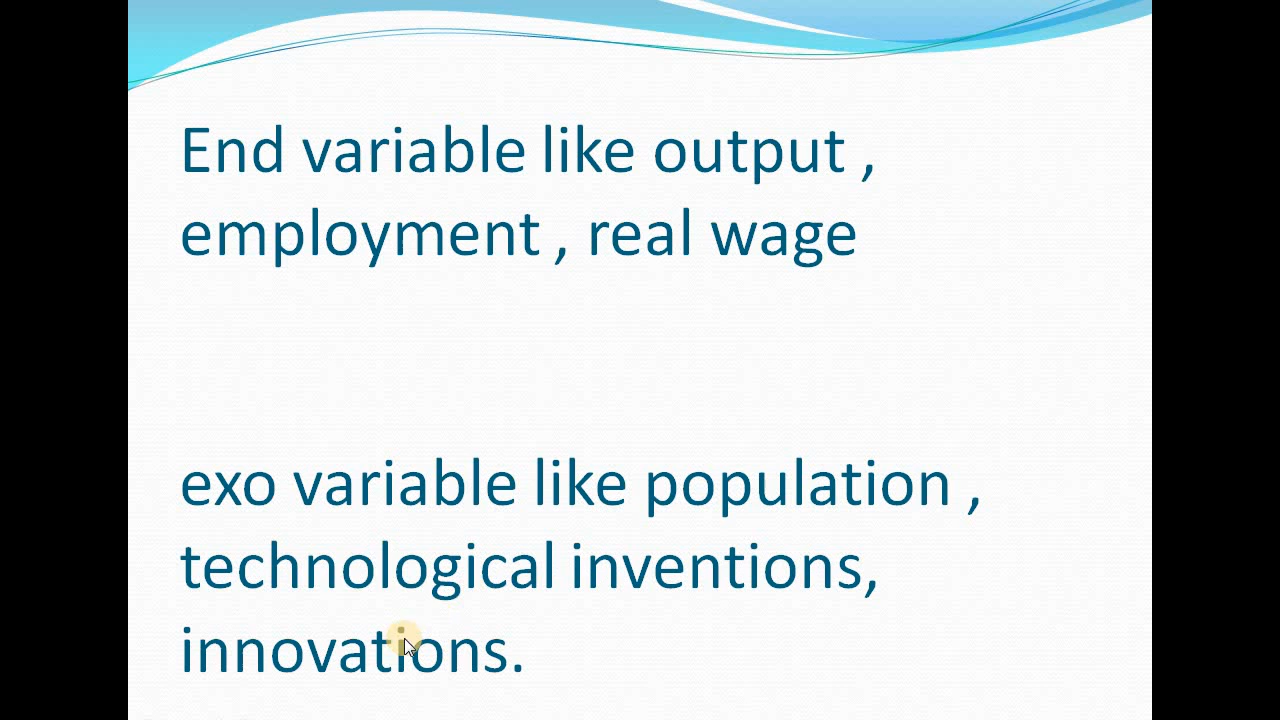 End variable like output ,
employment , real wage
exo variable like population ,
technological inventions,
innovations.